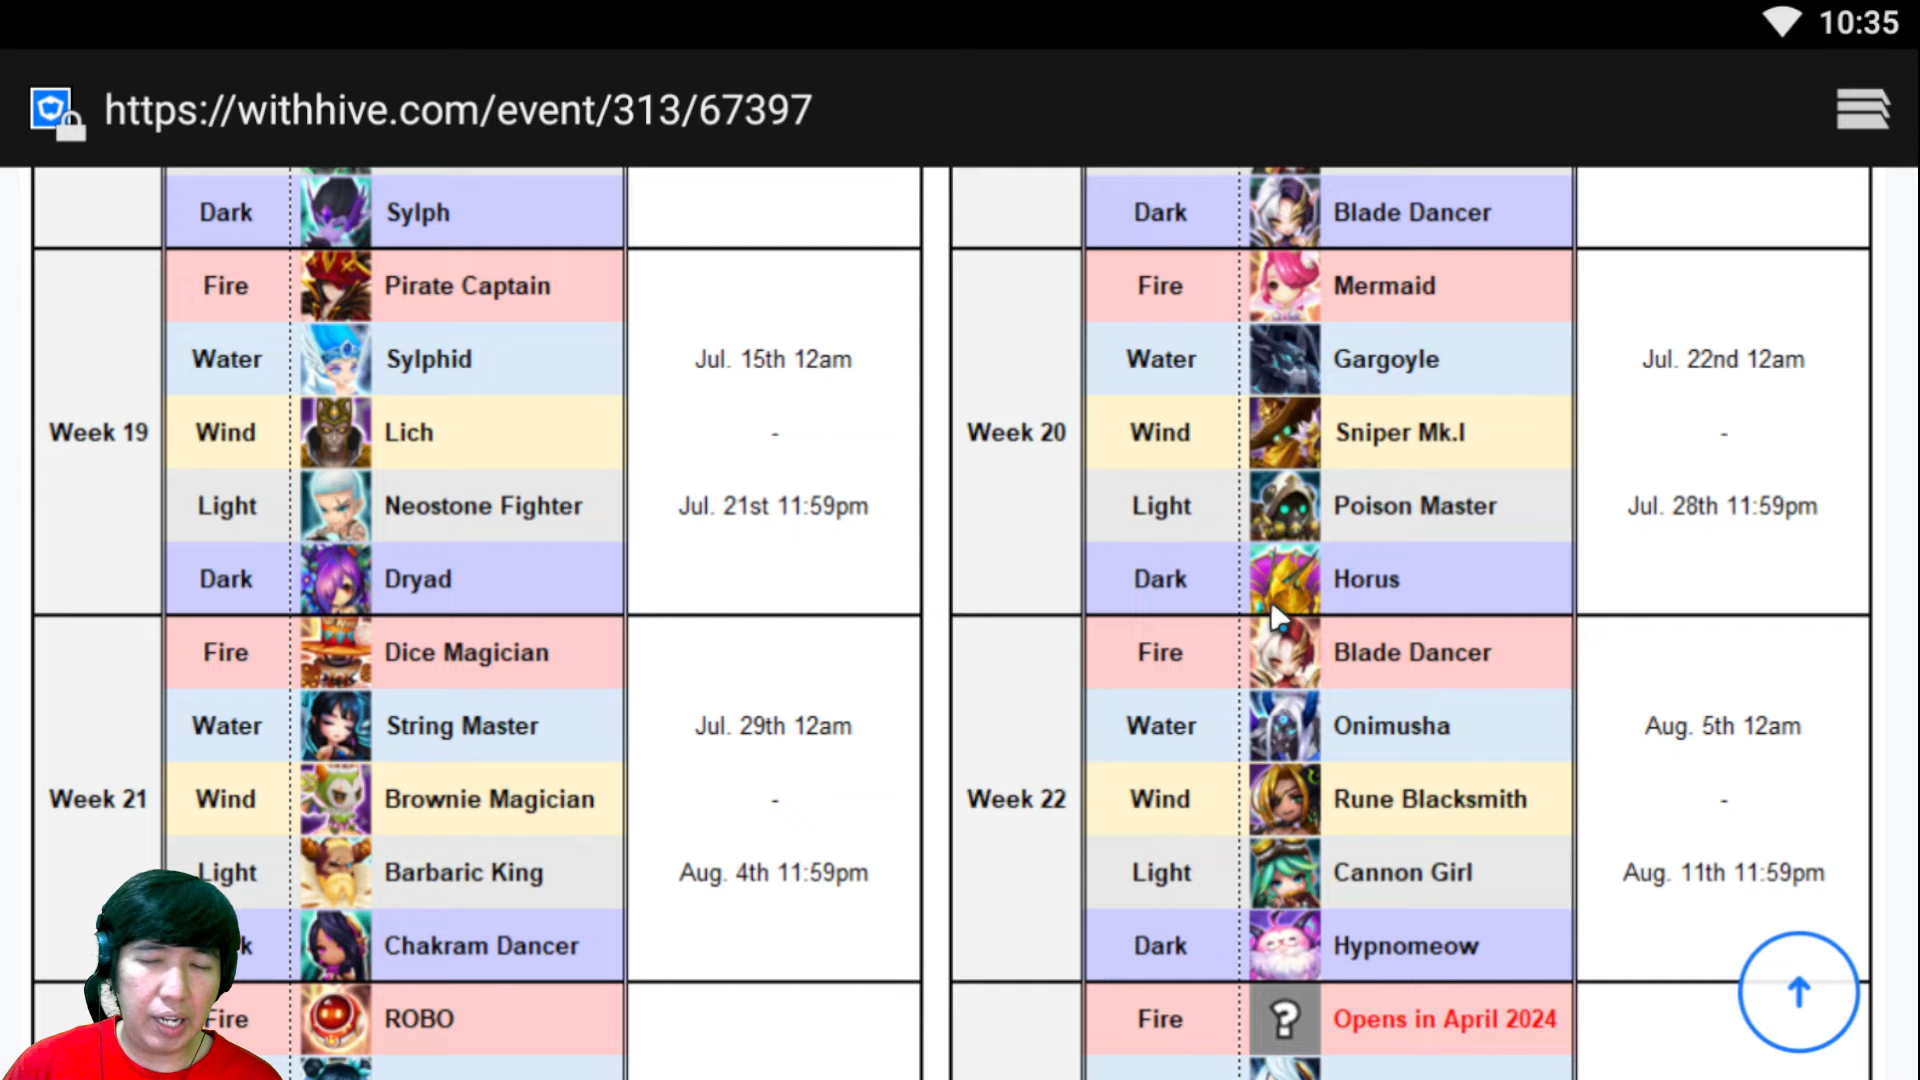 10:35
https://withhive.com/event/313/67397
Dark Sylph
Dark Blade Dancer
Week 19
Fire Pirate Captain
Water Sylphid
Wind Lich
Light Neostone Fighter
Dark Dryad
Jul. 15th 12am
-
Jul. 21st 11:59pm
Week 20
Fire Mermaid
Water Gargoyle
Wind Sniper Mk.I
Light Poison Master
Dark Horus
Jul. 22nd 12am
-
Jul. 28th 11:59pm
Week 21
Fire Dice Magician
Water String Master
Wind Brownie Magician
Light Barbaric King
Chakram Dancer
Jul. 29th 12am
-
Aug. 4th 11:59pm
Week 22
Fire Blade Dancer
Water Onimusha
Wind Rune Blacksmith
Light Cannon Girl
Dark Hypnomeow
Aug. 5th 12am
-
Aug. 11th 11:59pm
Fire ROBO
Fire ? Opens in April 2024